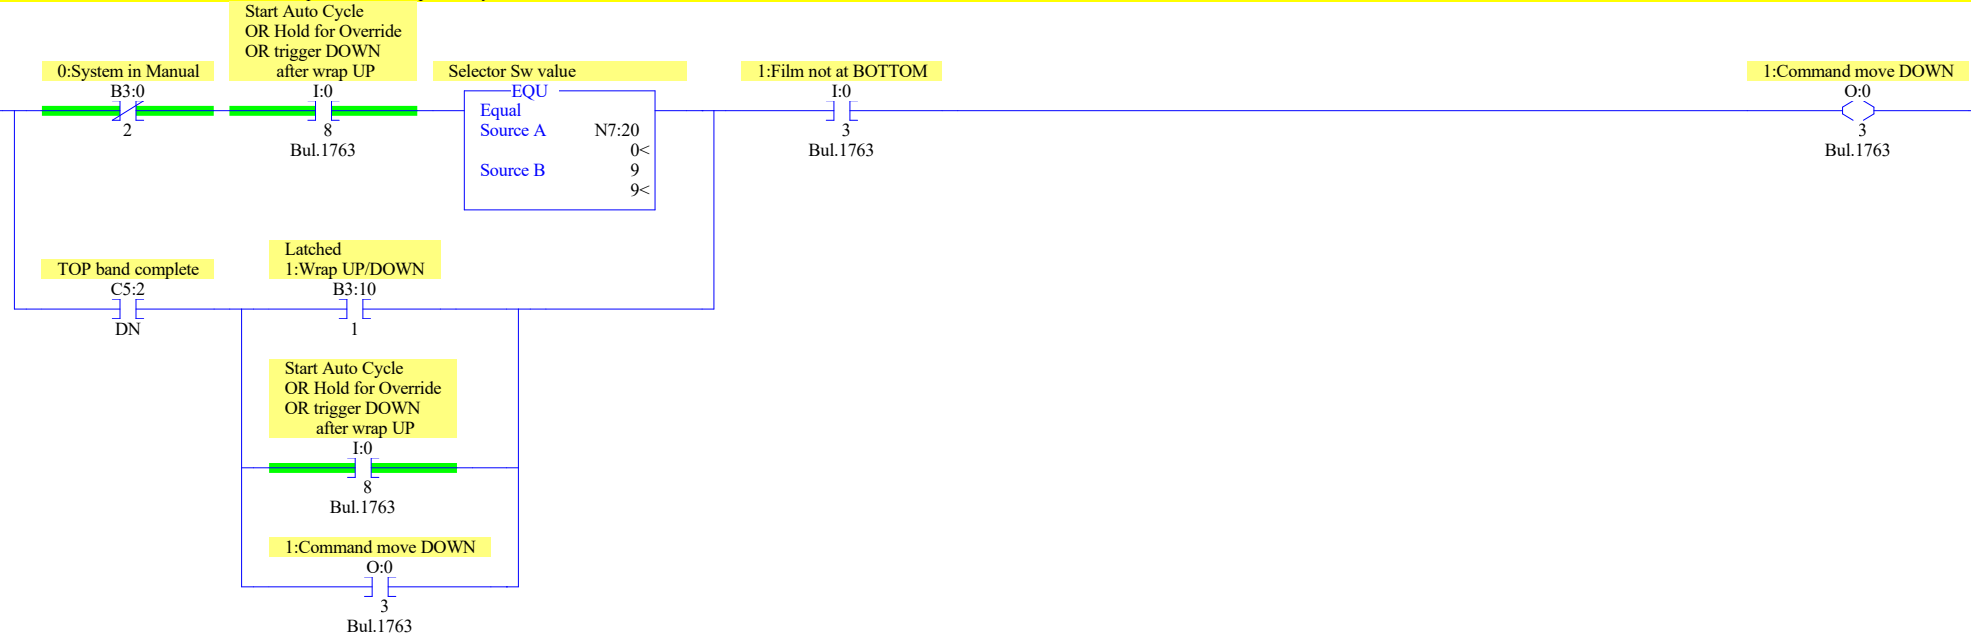 Start Auto Cycle
OR Hold for Override
OR trigger DOWN
after wrap UP
0:System in Manual
B3:0
2
I:0
8
Bul.1763
Selector Sw value
EQU
Equal
Source A N7:20
0<
Source B 9
9<
1:Film not at BOTTOM
I:0
3
Bul.1763
1:Command move DOWN
O:0
3
Bul.1763
TOP band complete
C5:2
DN
Latched
1:Wrap UP/DOWN
B3:10
1
Start Auto Cycle
OR Hold for Override
OR trigger DOWN
after wrap UP
I:0
8
Bul.1763
1:Command move DOWN
O:0
3
Bul.1763